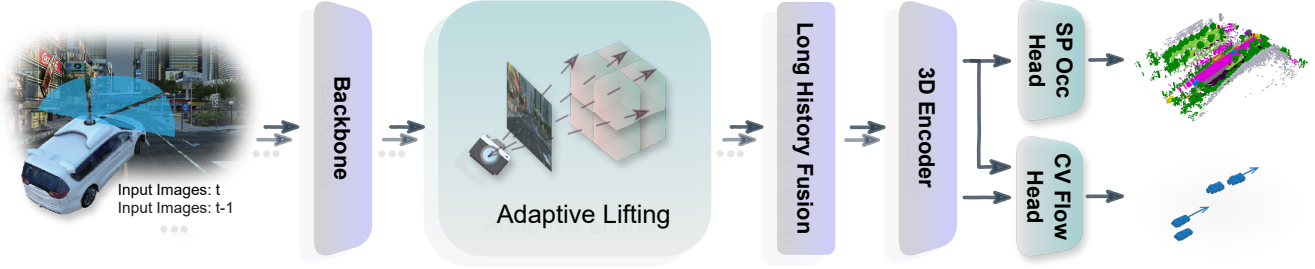 Input Images: t
Input Images: t-1
Backbone
Adaptive Lifting
Long History Fusion
3D Encoder
SP Occ
Head
CV Flow
Head